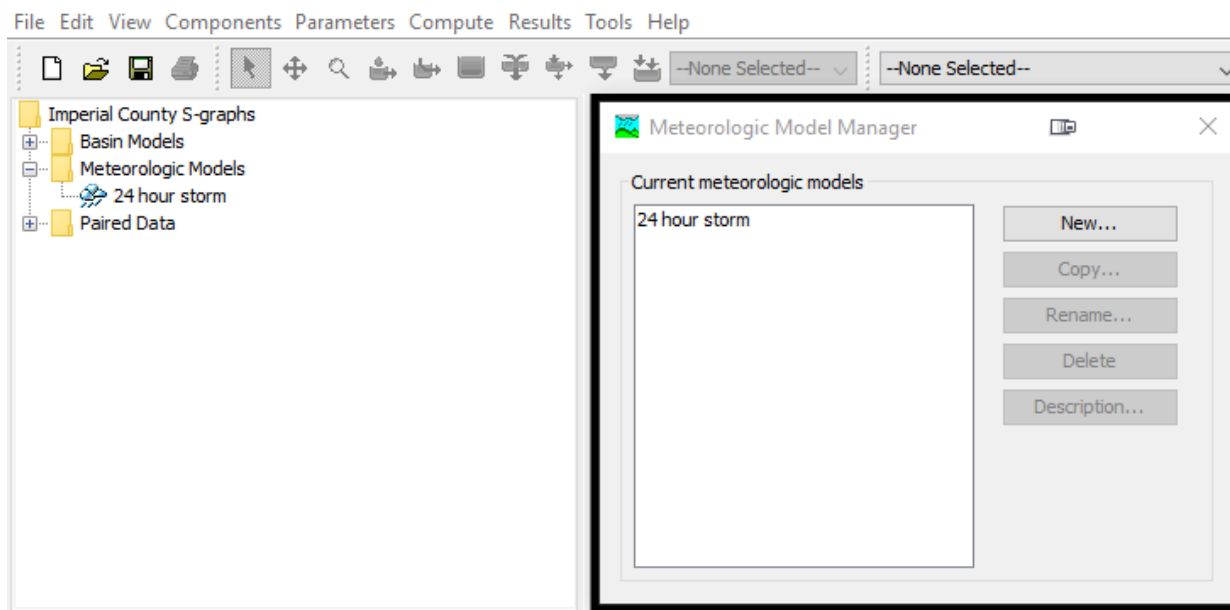 File Edit View Components Parameters Compute Results Tools Help
--None Selected-- --None Selected--
Imperial County S-graphs
Basin Models
Meteorologic Models
24 hour storm
Paired Data
Meteorologic Model Manager
Current meteorologic models
24 hour storm
New...
Copy...
Rename...
Delete
Description...